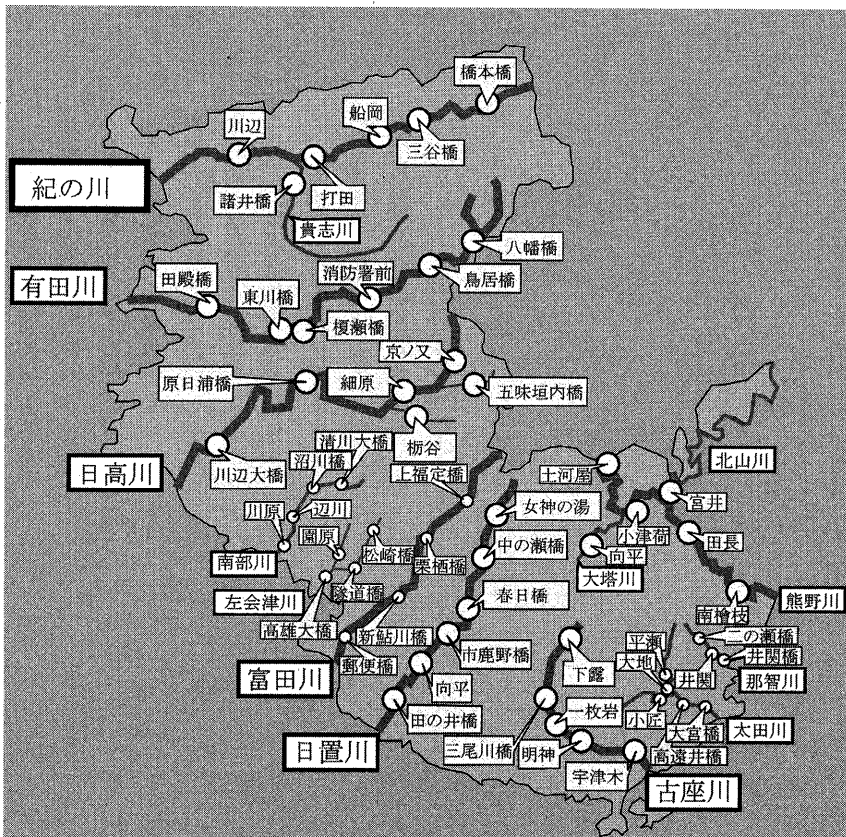 橋本橋
船岡
川辺
三谷橋
紀の川
諸井橋
打田
貴志川
八幡橋
有田川
田殿橋
消防署前
鳥居橋
東川橋
榎瀬橋
京ノ又
原日浦橋
細原
五味垣内橋
栃谷
清川大橋
日高川
川辺大橋
沼川橋
上福定橋
土河屋
北山川
川原
辺川
女神の湯
宮井
園原
松崎橋
栗栖橋
中の瀬橋
小津荷
向平
田長
南部川
大塔川
左会津川
隧道橋
春日橋
南檜枝
熊野川
高雄大橋
新鮎川橋
平瀬
二の瀬橋
郵便橋
市鹿野橋
大地
井関
井関橋
富田川
下露
那智川
向平
一枚岩
小匠
大宮橋
太田川
田の井橋
三尾川橋
明神
高遠井橋
日置川
宇津木
古座川